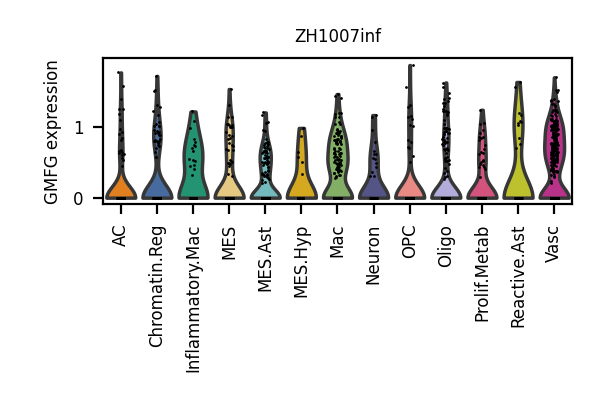 ZH1007inf
GMFG expression
1
0
AC
Chromatin.Reg
Inflammatory.Mac
MES
MES.Ast
MES.Hyp
Mac
Neuron
OPC
Oligo
Prolif.Metab
Reactive.Ast
Vasc